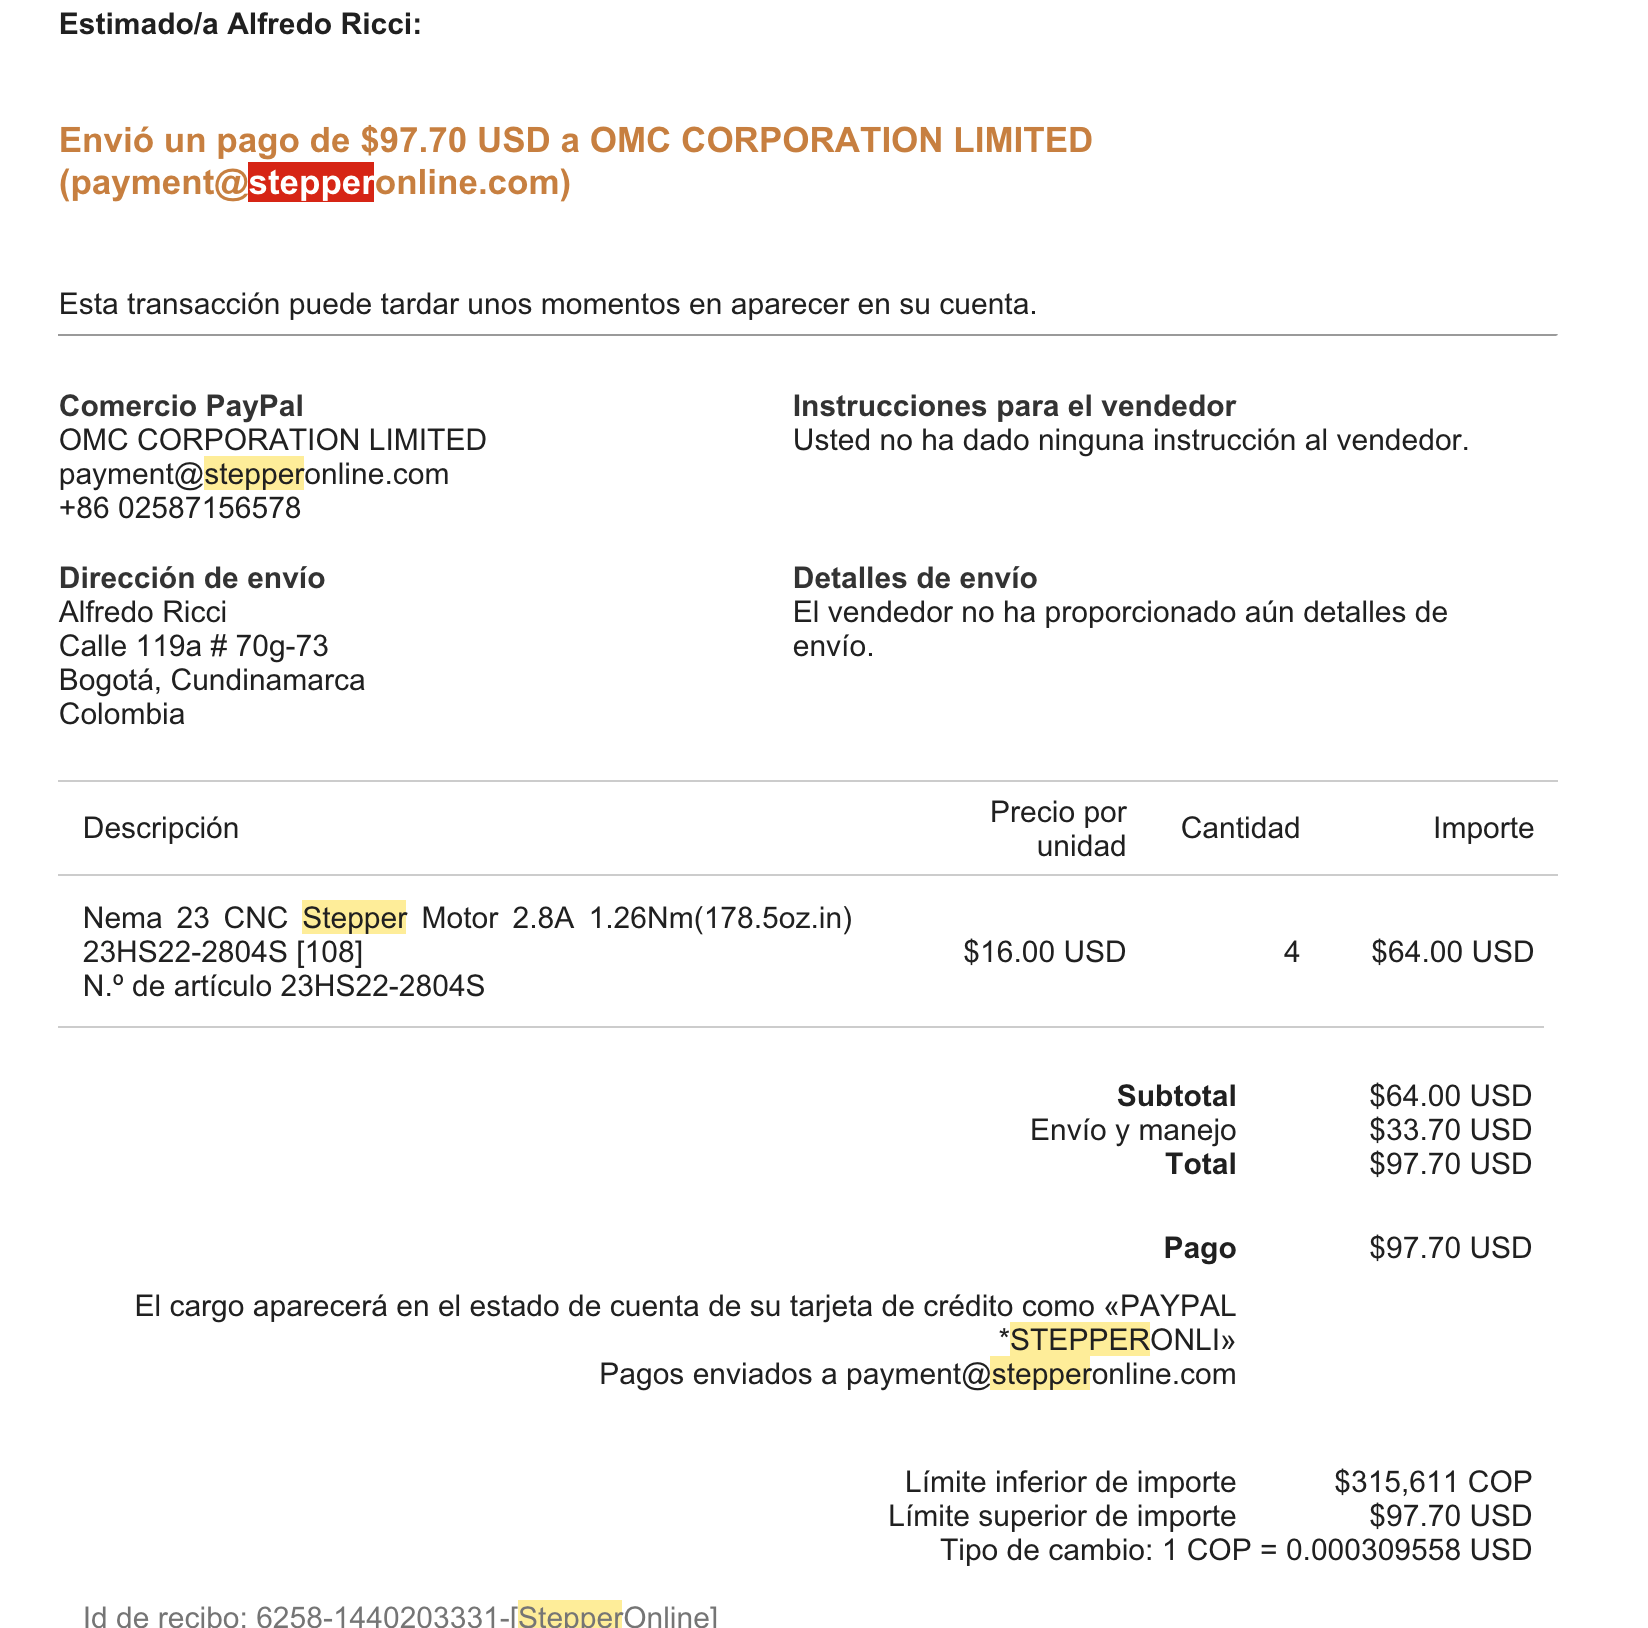 Estimado/a Alfredo Ricci:
Envió un pago de $97.70 USD a OMC CORPORATION LIMITED
(payment@stepperonline.com)
Esta transacción puede tardar unos momentos en aparecer en su cuenta.
Comercio PayPal
OMC CORPORATION LIMITED
payment@stepperonline.com
+86 02587156578
Instrucciones para el vendedor
Usted no ha dado ninguna instrucción al vendedor.
Dirección de envío
Alfredo Ricci
Calle 119a # 70g-73
Bogotá, Cundinamarca
Colombia
Detalles de envío
El vendedor no ha proporcionado aún detalles de
envío.
Descripción
Precio por
unidad
Cantidad
Importe
Nema 23 CNC Stepper Motor 2.8A 1.26Nm(178.5oz.in)
23HS22-2804S [108]
N.º de artículo 23HS22-2804S
$16.00 USD
4
$64.00 USD
Subtotal $64.00 USD
Envío y manejo $33.70 USD
Total $97.70 USD
Pago $97.70 USD
El cargo aparecerá en el estado de cuenta de su tarjeta de crédito como «PAYPAL
*STEPPERONLI»
Pagos enviados a payment@stepperonline.com
Límite inferior de importe $315,611 COP
Límite superior de importe $97.70 USD
Tipo de cambio: 1 COP = 0.000309558 USD
Id de recibo: 6258-1440203331-[StepperOnline]